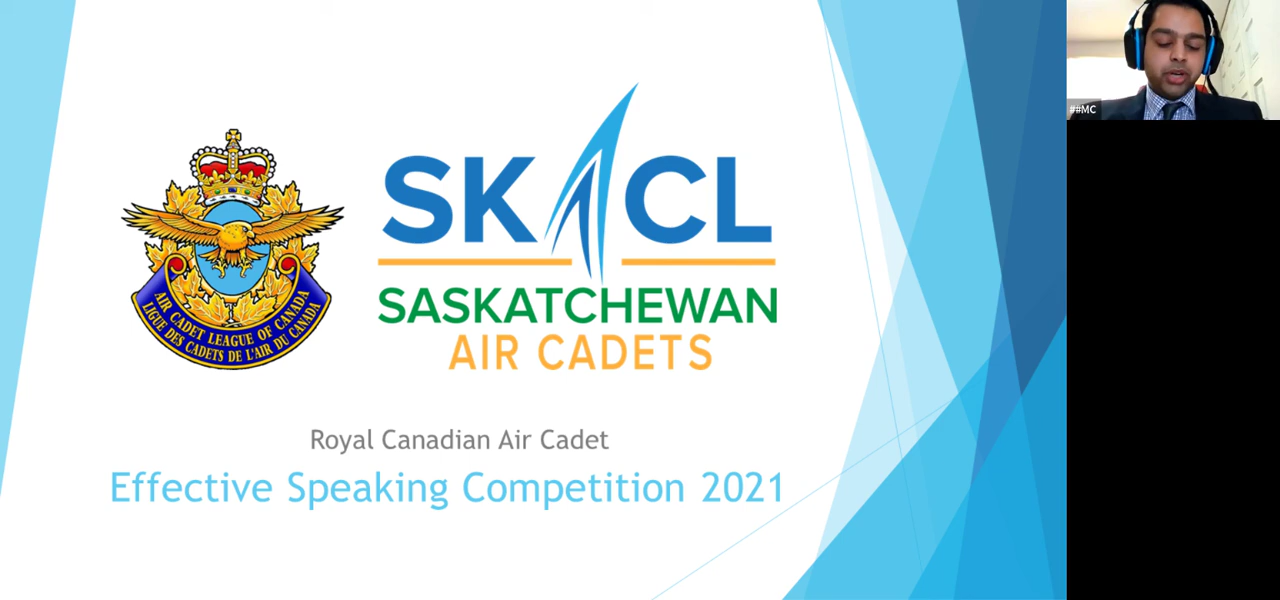 SKACL
SASKATCHEWAN
AIR CADETS
AIR CADET LEAGUE OF CANADA
LIGUE DES CADETS DE L'AIR DU CANADA
Royal Canadian Air Cadet
Effective Speaking Competition 2021
##MC